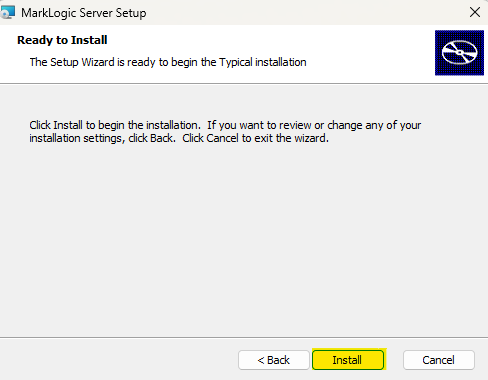 MarkLogic Server Setup
Ready to Install
The Setup Wizard is ready to begin the Typical installation
Click Install to begin the installation.  If you want to review or change any of your
installation settings, click Back.  Click Cancel to exit the wizard.
< Back
Install
Cancel